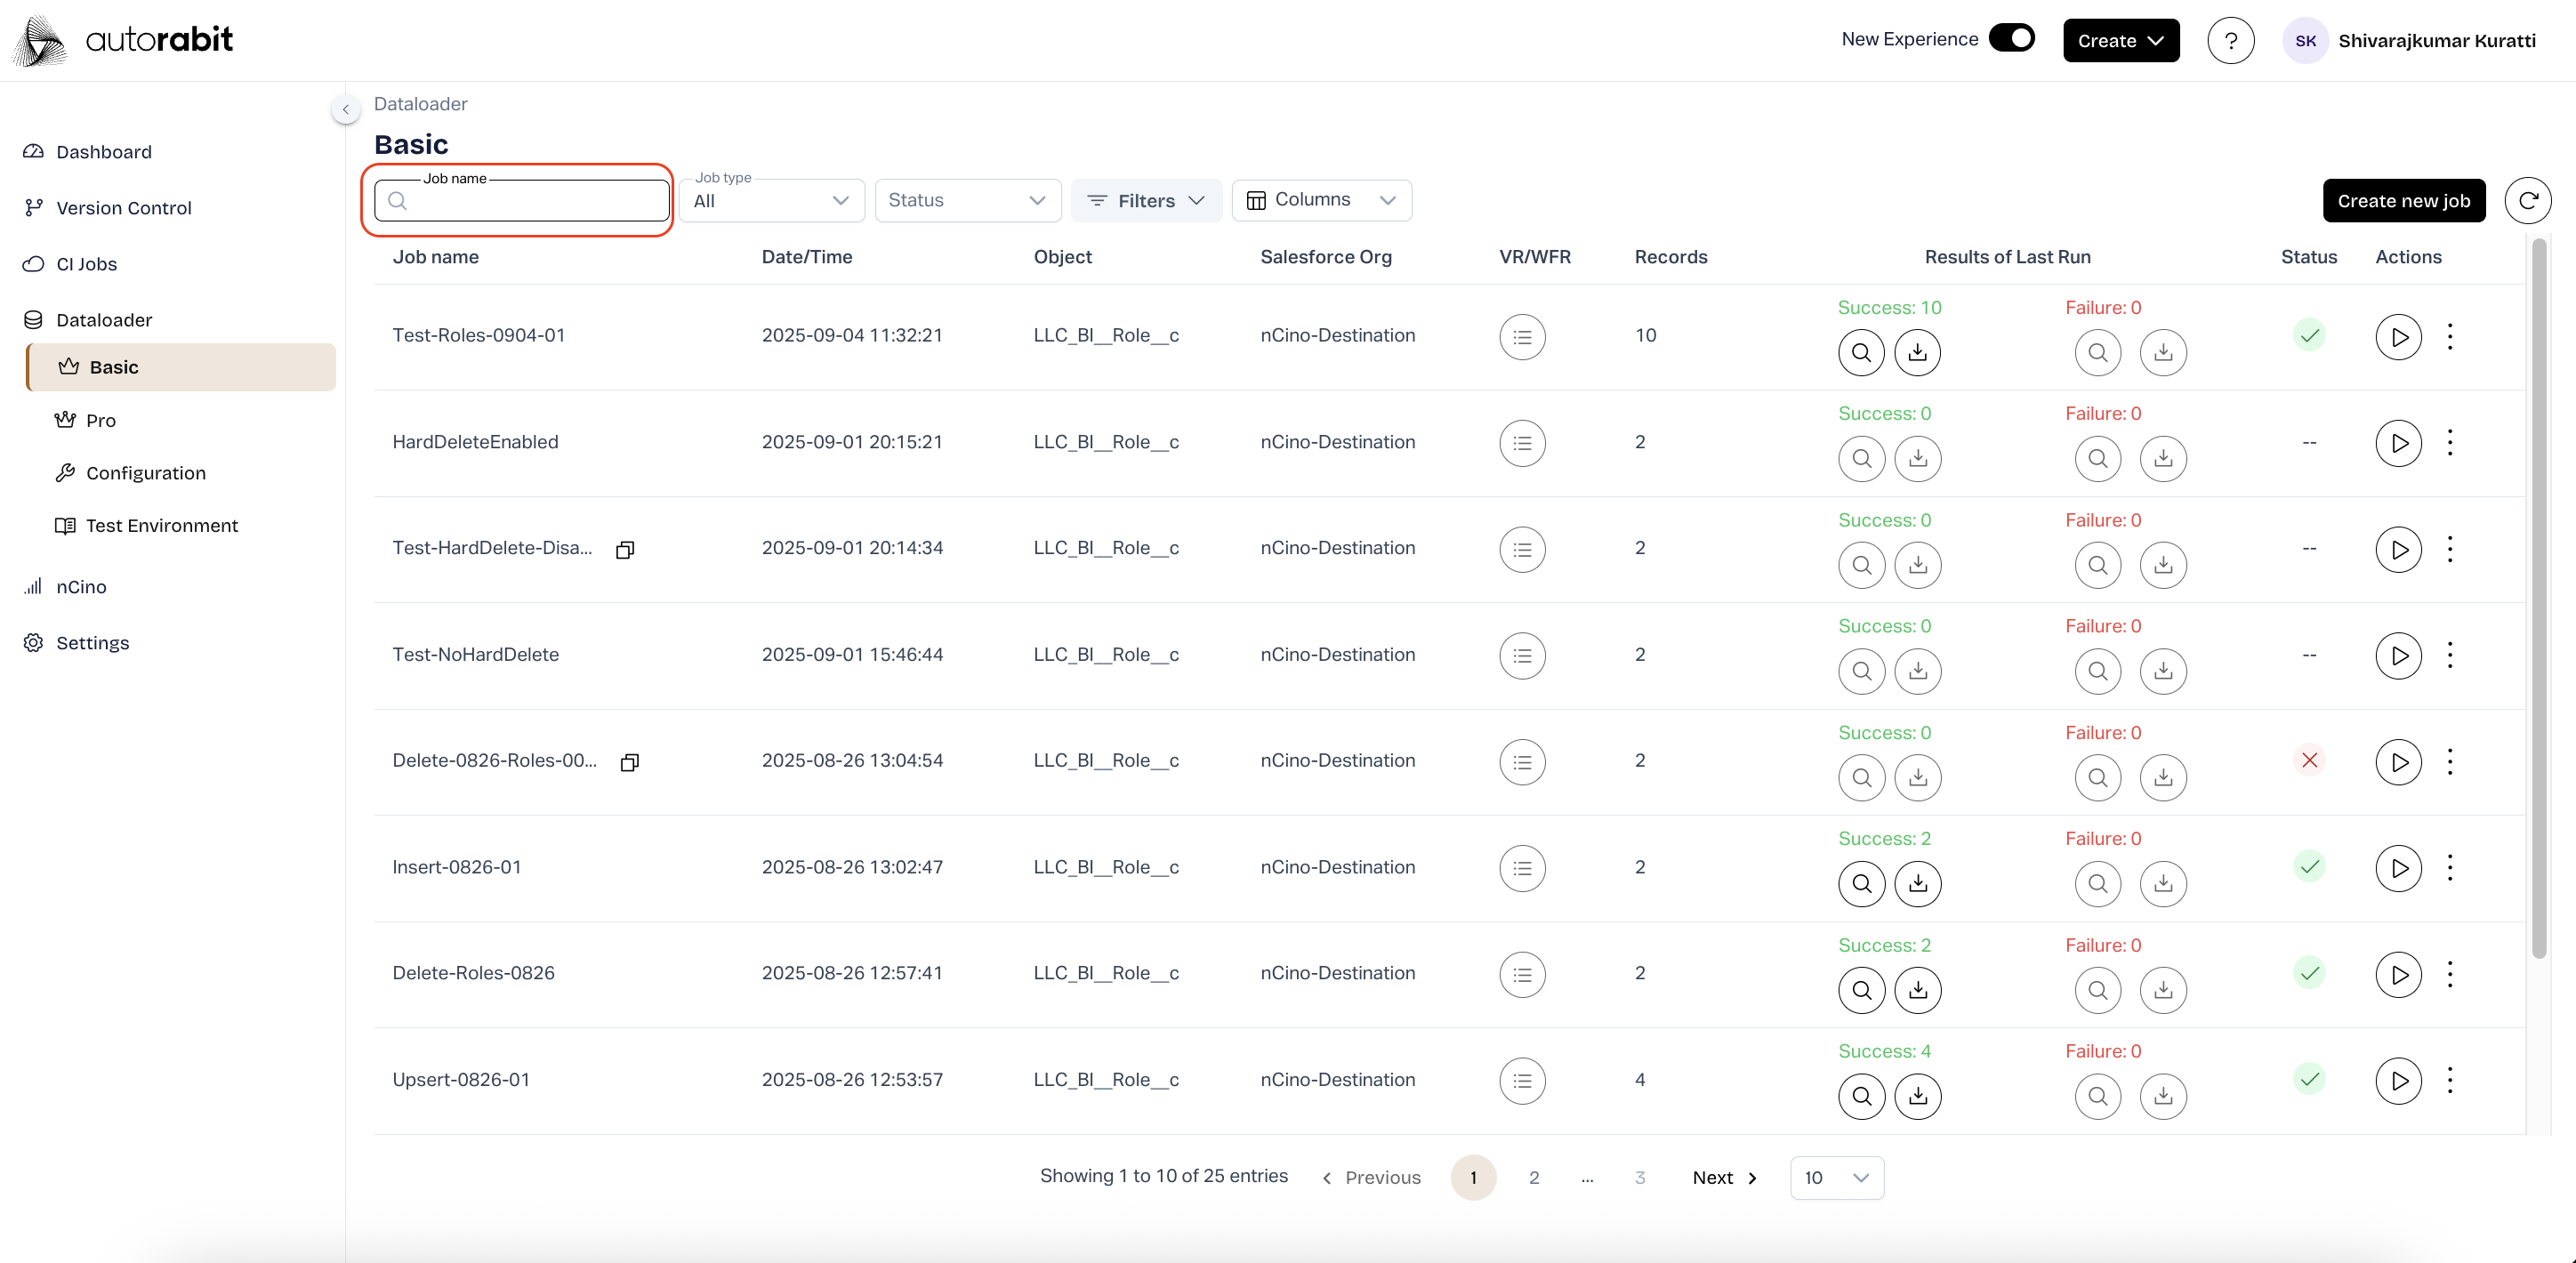 autorabit
New Experience
Create
?
SK
Shivarajkumar Kuratti
Dashboard
Version Control
CI Jobs
Dataloader
Basic
Pro
Configuration
Test Environment
nCino
Settings
Dataloader
Basic
Job name
Job type
All
Status
Filters
Columns
Create new job
Job name Date/Time Object Salesforce Org VR/WFR Records Results of Last Run Status Actions
Success: 10 Failure: 0
Test-Roles-0904-01 2025-09-04 11:32:21 LLC_BI__Role__c nCino-Destination 10
Success: 0 Failure: 0
HardDeleteEnabled 2025-09-01 20:15:21 LLC_BI__Role__c nCino-Destination 2 --
Success: 0 Failure: 0
Test-HardDelete-Disa... 2025-09-01 20:14:34 LLC_BI__Role__c nCino-Destination 2 --
Success: 0 Failure: 0
Test-NoHardDelete 2025-09-01 15:46:44 LLC_BI__Role__c nCino-Destination 2 --
Success: 0 Failure: 0
Delete-0826-Roles-00... 2025-08-26 13:04:54 LLC_BI__Role__c nCino-Destination 2
Success: 2 Failure: 0
Insert-0826-01 2025-08-26 13:02:47 LLC_BI__Role__c nCino-Destination 2
Success: 2 Failure: 0
Delete-Roles-0826 2025-08-26 12:57:41 LLC_BI__Role__c nCino-Destination 2
Success: 4 Failure: 0
Upsert-0826-01 2025-08-26 12:53:57 LLC_BI__Role__c nCino-Destination 4
Showing 1 to 10 of 25 entries Previous 1 2 ... 3 Next 10